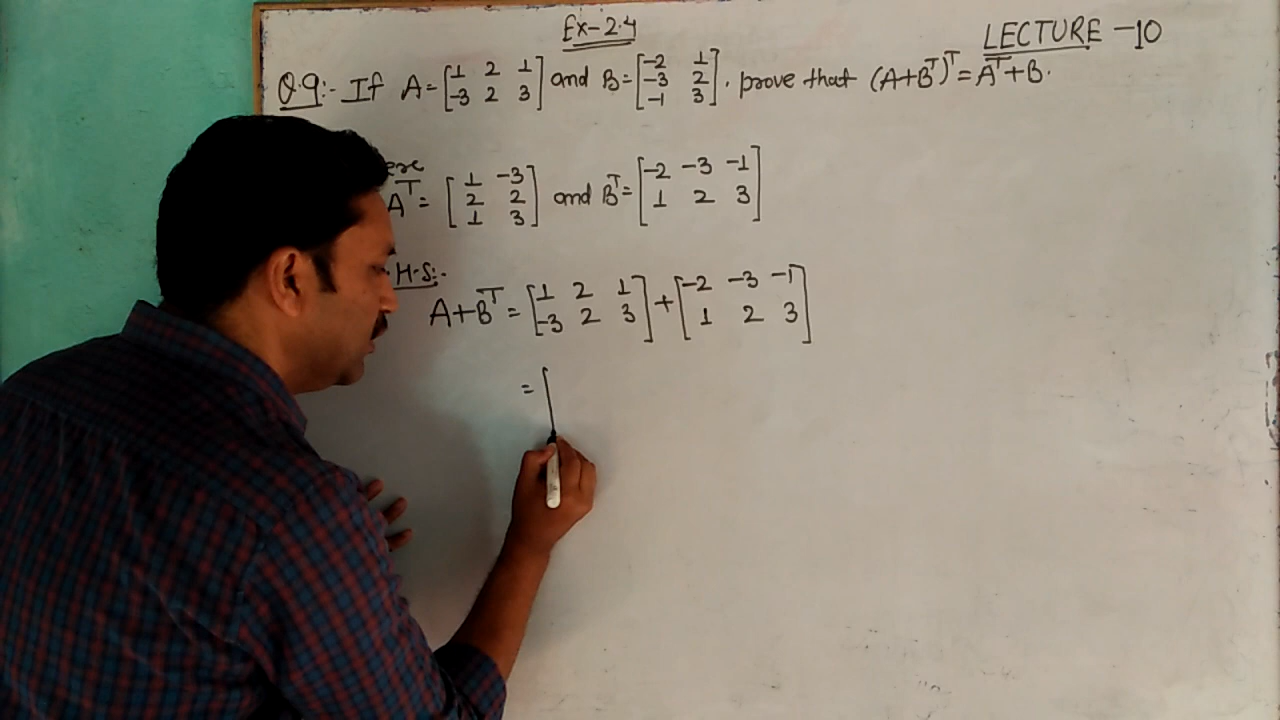 Ex-2.4
LECTURE -10
Q.9:- If A = [1 2 1 -3 2 3] and B = [-2 1 -3 2 -1 3], prove that (A+B^T)^T = A^T + B.
ere
A^T = [1 -3 2 2 1 3] and B^T = [-2 -3 -1 1 2 3]
H.S:-
A+B^T = [1 2 1 -3 2 3] + [-2 -3 -1 1 2 3]
= [